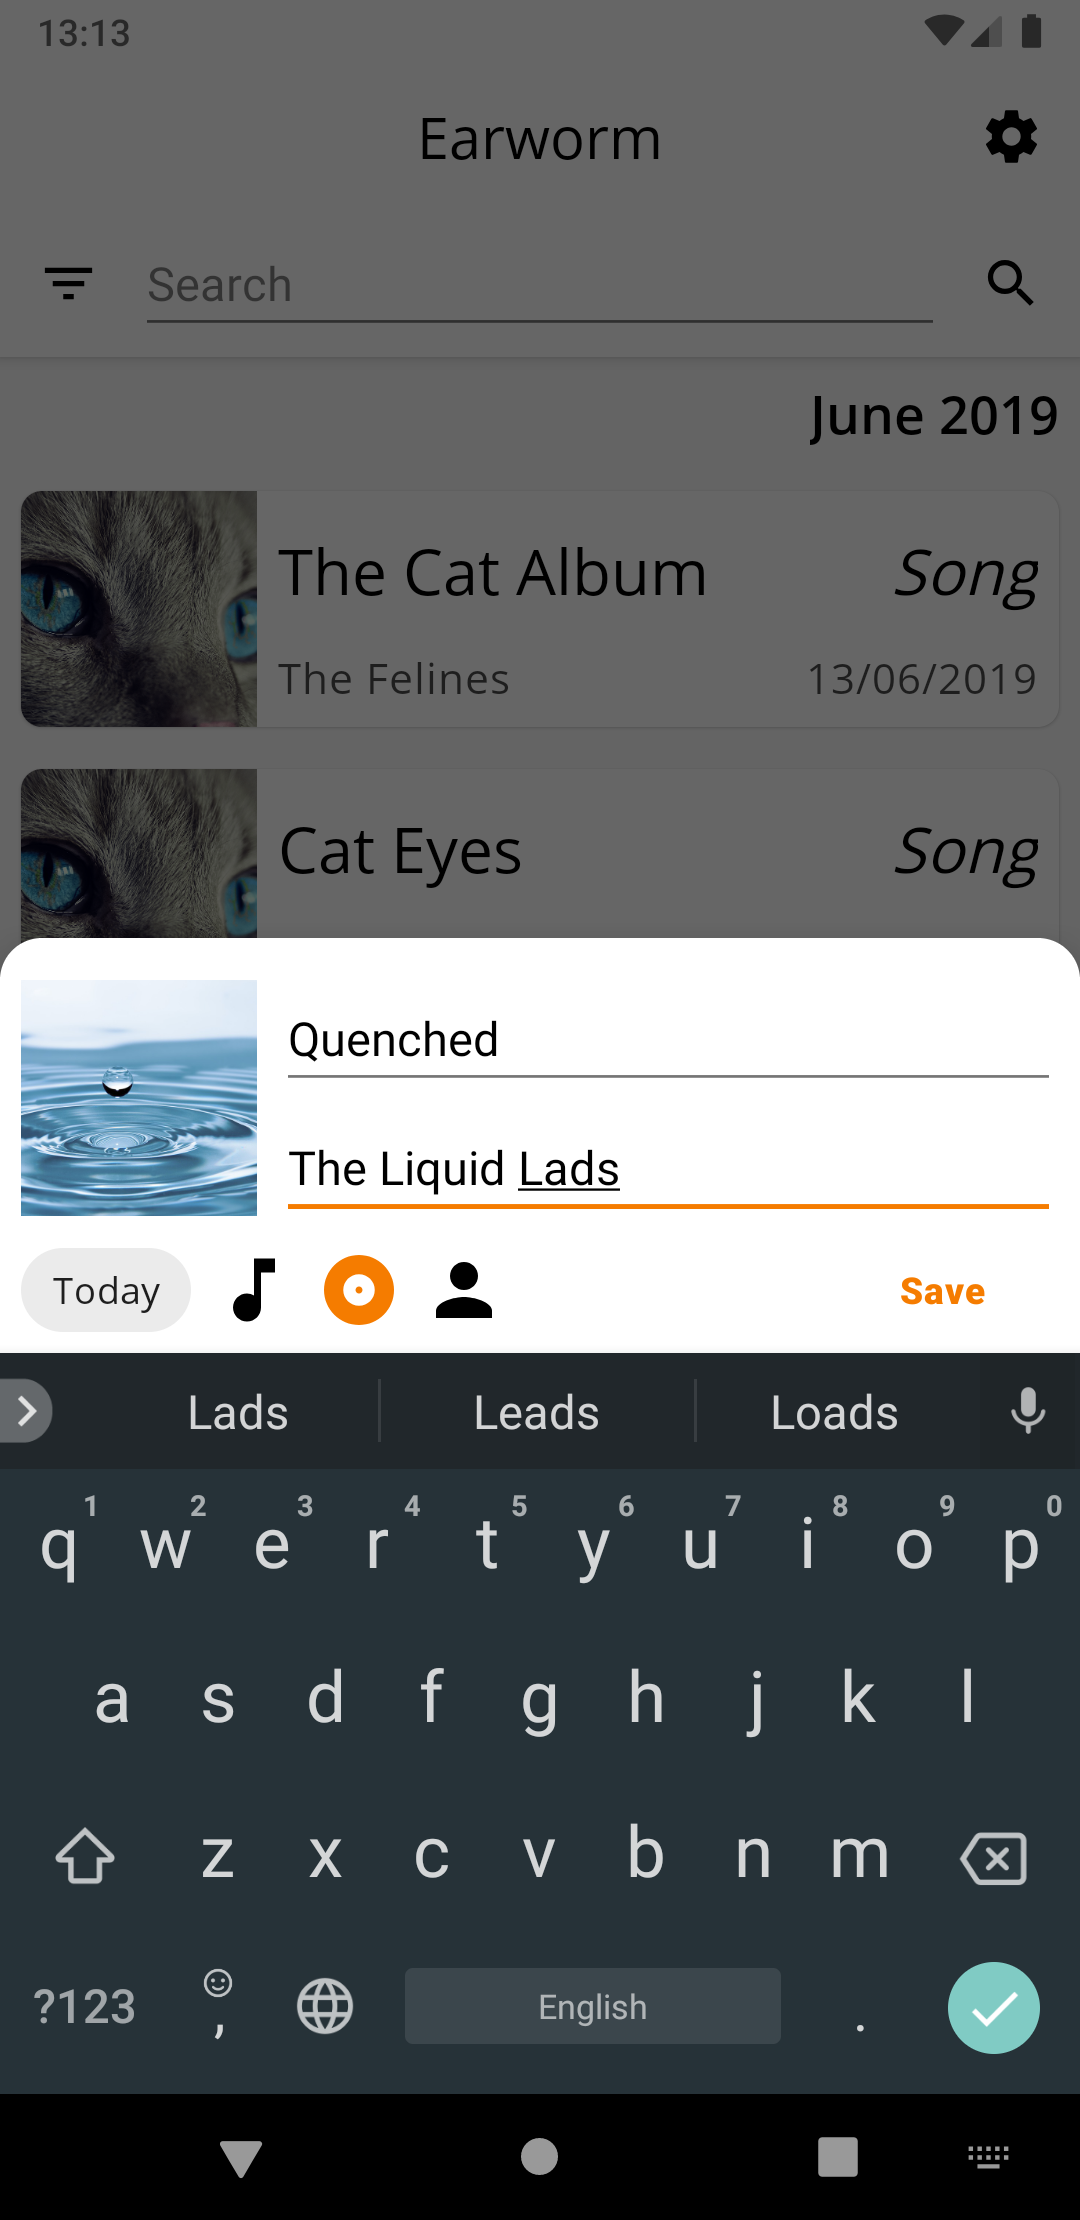 13:13
Earworm
Search
June 2019
The Cat Album Song
The Felines 13/06/2019
Cat Eyes Song
Quenched
The Liquid Lads
Today Save
Lads Leads Loads
1 2 3 4 5 6 7 8 9 0
q w e r t y u i o p
a s d f g h j k l
z x c v b n m
?123 , English .